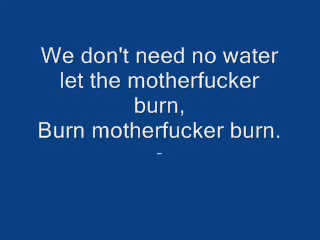 We don't need no water
let the motherfucker
burn,
Burn motherfucker burn.
-